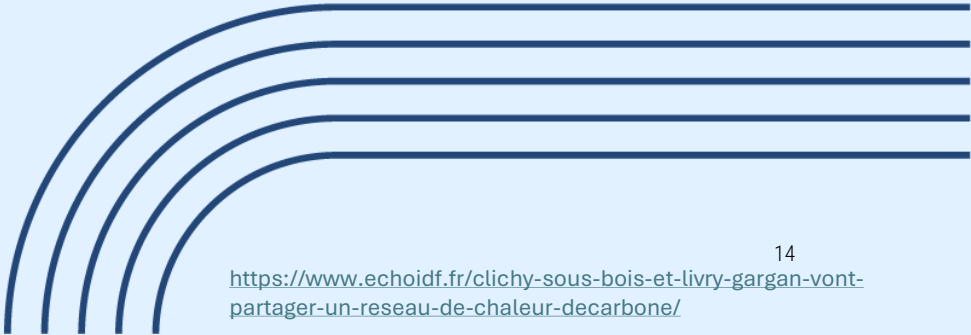 14
https://www.echoidf.fr/clichy-sous-bois-et-livry-gargan-vont-
partager-un-reseau-de-chaleur-decarbone/